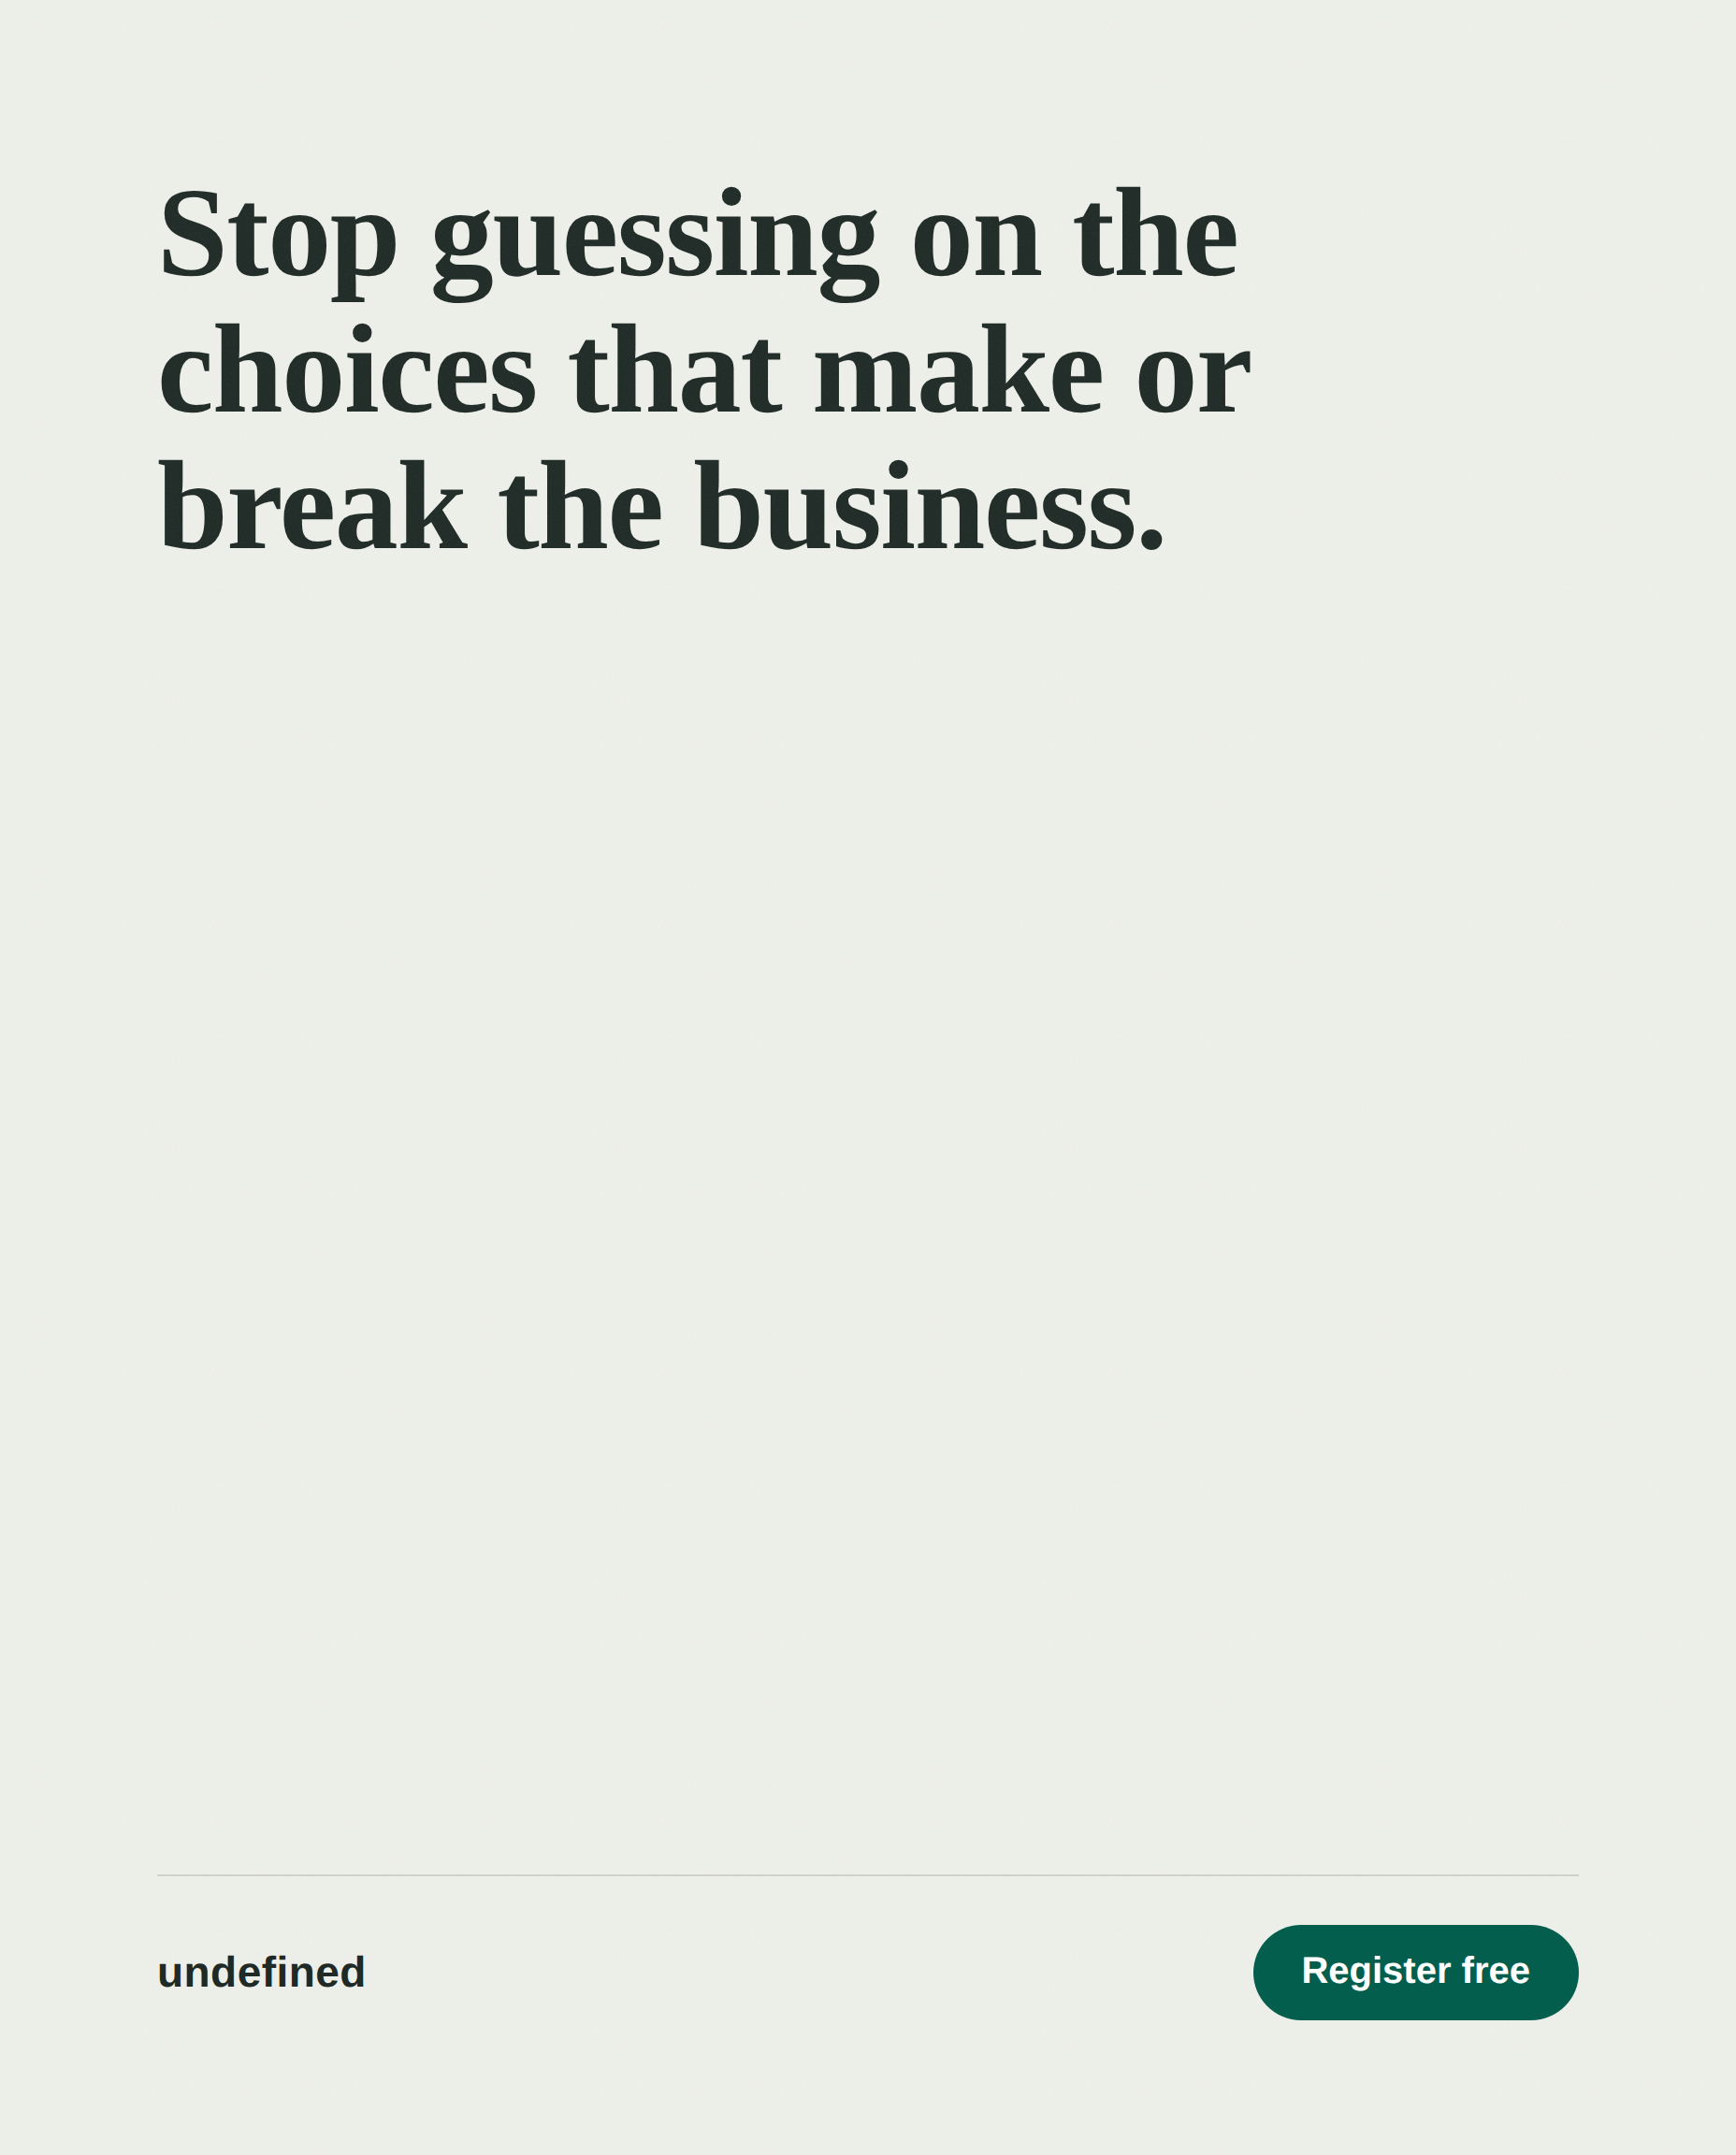 Stop guessing on the
choices that make or
break the business.
undefined
Register free